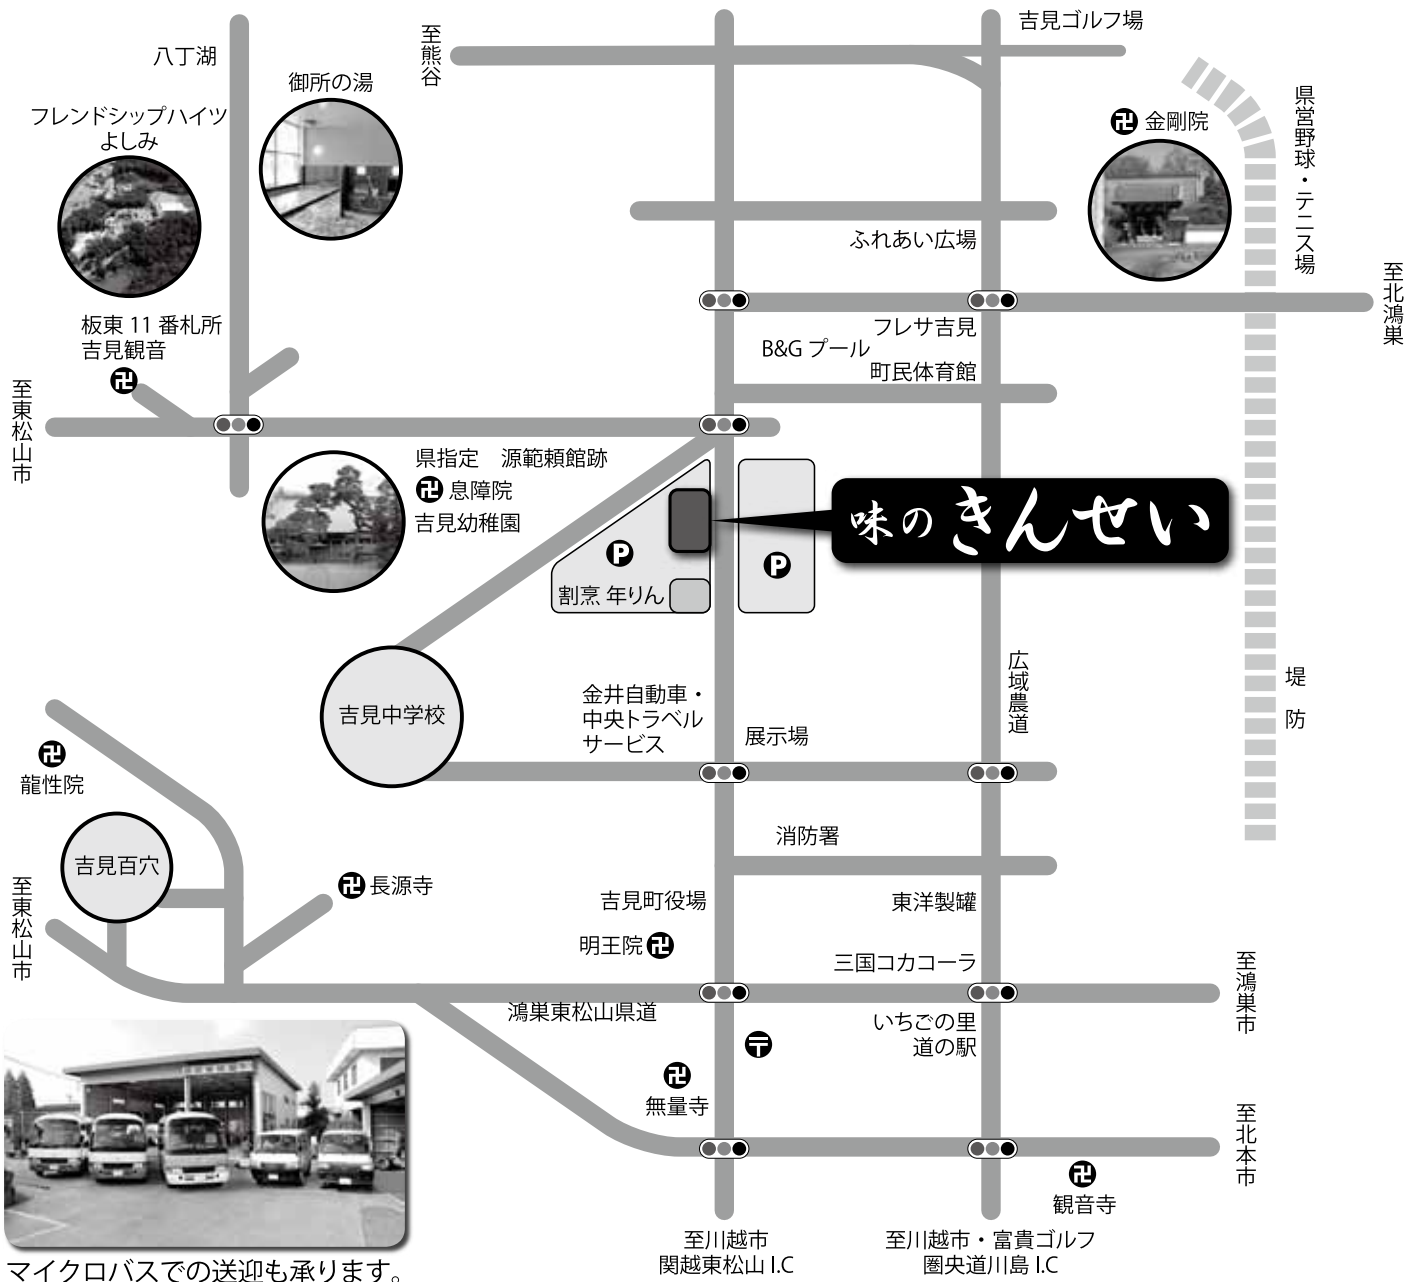 吉見ゴルフ場
至熊谷
八丁湖
御所の湯
フレンドシップハイツ
よしみ
金剛院
県営野球・テニス場
ふれあい広場
至北鴻巣
板東 11 番札所
吉見観音
フレサ吉見
B&G プール
町民体育館
至東松山市
県指定　源範頼館跡
息障院
吉見幼稚園
味の きんせい
P
P
割烹 年りん
広域農道
堤防
吉見中学校
金井自動車・
中央トラベル
サービス
展示場
龍性院
消防署
吉見百穴
長源寺
至東松山市
吉見町役場
東洋製罐
明王院
三国コカコーラ
至鴻巣市
鴻巣東松山県道
いちごの里
道の駅
〒
無量寺
至北本市
観音寺
至川越市
関越東松山 I.C
至川越市・富貴ゴルフ
圏央道川島 I.C
マイクロバスでの送迎も承ります。